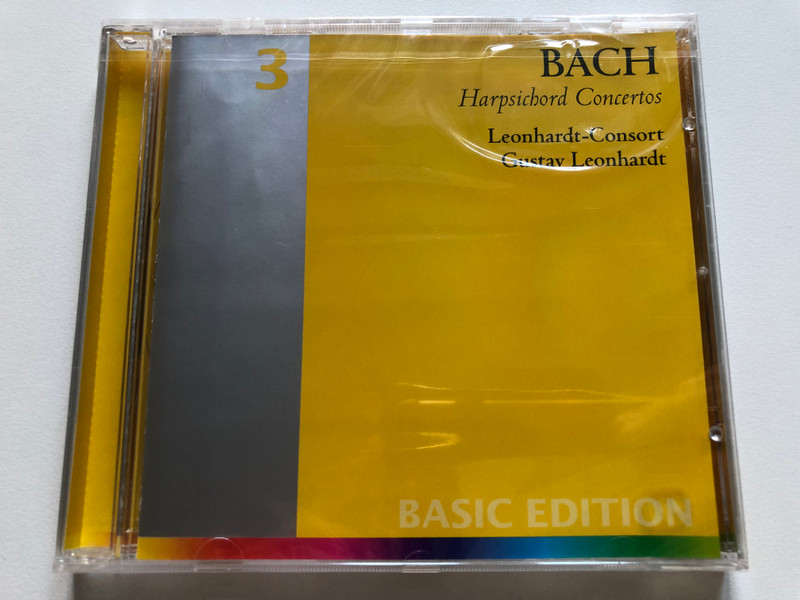 3
BACH
Harpsichord Concertos
Leonhardt-Consort
Gustav Leonhardt
BASIC EDITION